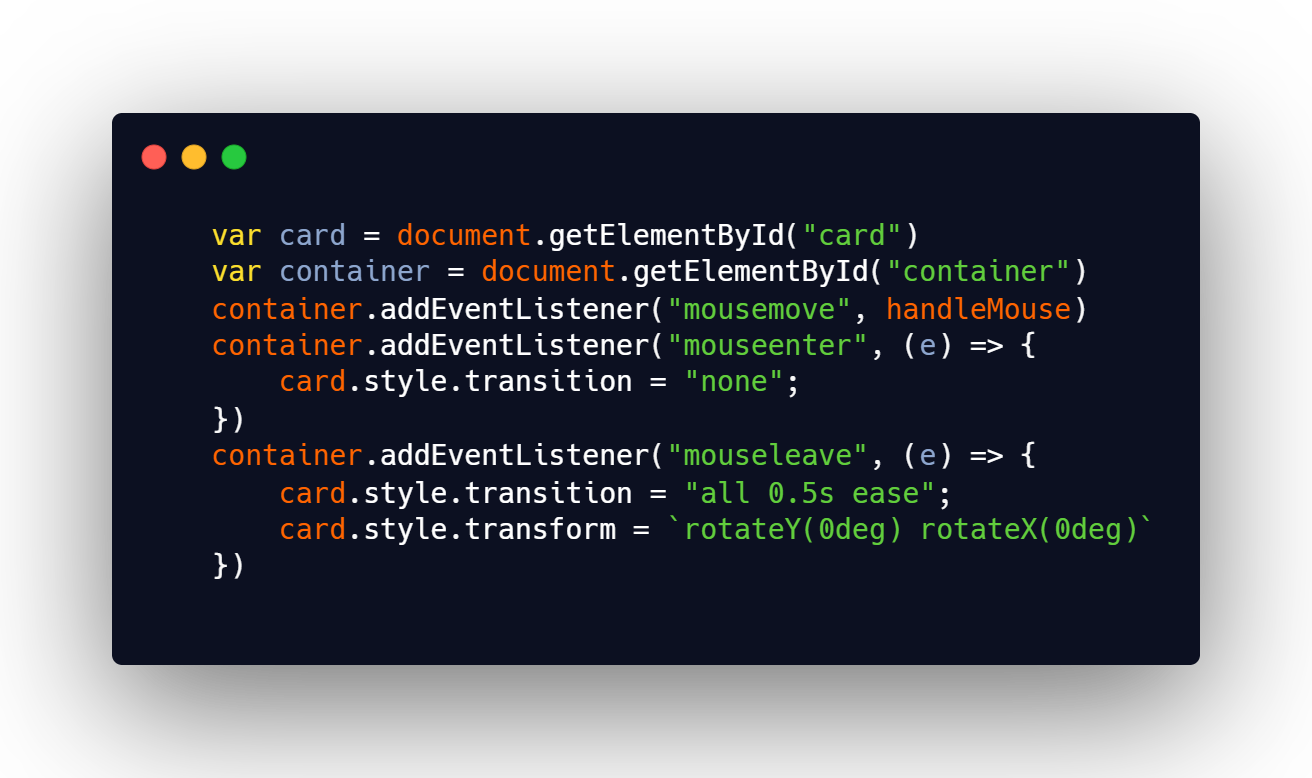 var card = document.getElementById("card")
var container = document.getElementById("container")
container.addEventListener("mousemove", handleMouse)
container.addEventListener("mouseenter", (e) => {
    card.style.transition = "none";
})
container.addEventListener("mouseleave", (e) => {
    card.style.transition = "all 0.5s ease";
    card.style.transform = `rotateY(0deg) rotateX(0deg)`
})